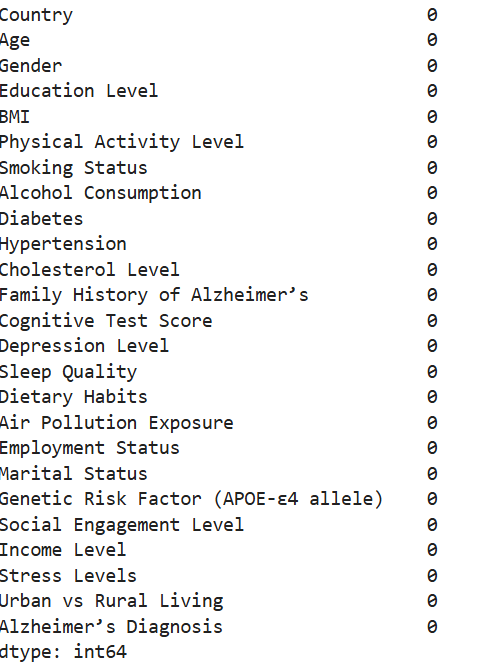 Country 0
Age 0
Gender 0
Education Level 0
BMI 0
Physical Activity Level 0
Smoking Status 0
Alcohol Consumption 0
Diabetes 0
Hypertension 0
Cholesterol Level 0
Family History of Alzheimer’s 0
Cognitive Test Score 0
Depression Level 0
Sleep Quality 0
Dietary Habits 0
Air Pollution Exposure 0
Employment Status 0
Marital Status 0
Genetic Risk Factor (APOE-ε4 allele) 0
Social Engagement Level 0
Income Level 0
Stress Levels 0
Urban vs Rural Living 0
Alzheimer’s Diagnosis 0
dtype: int64